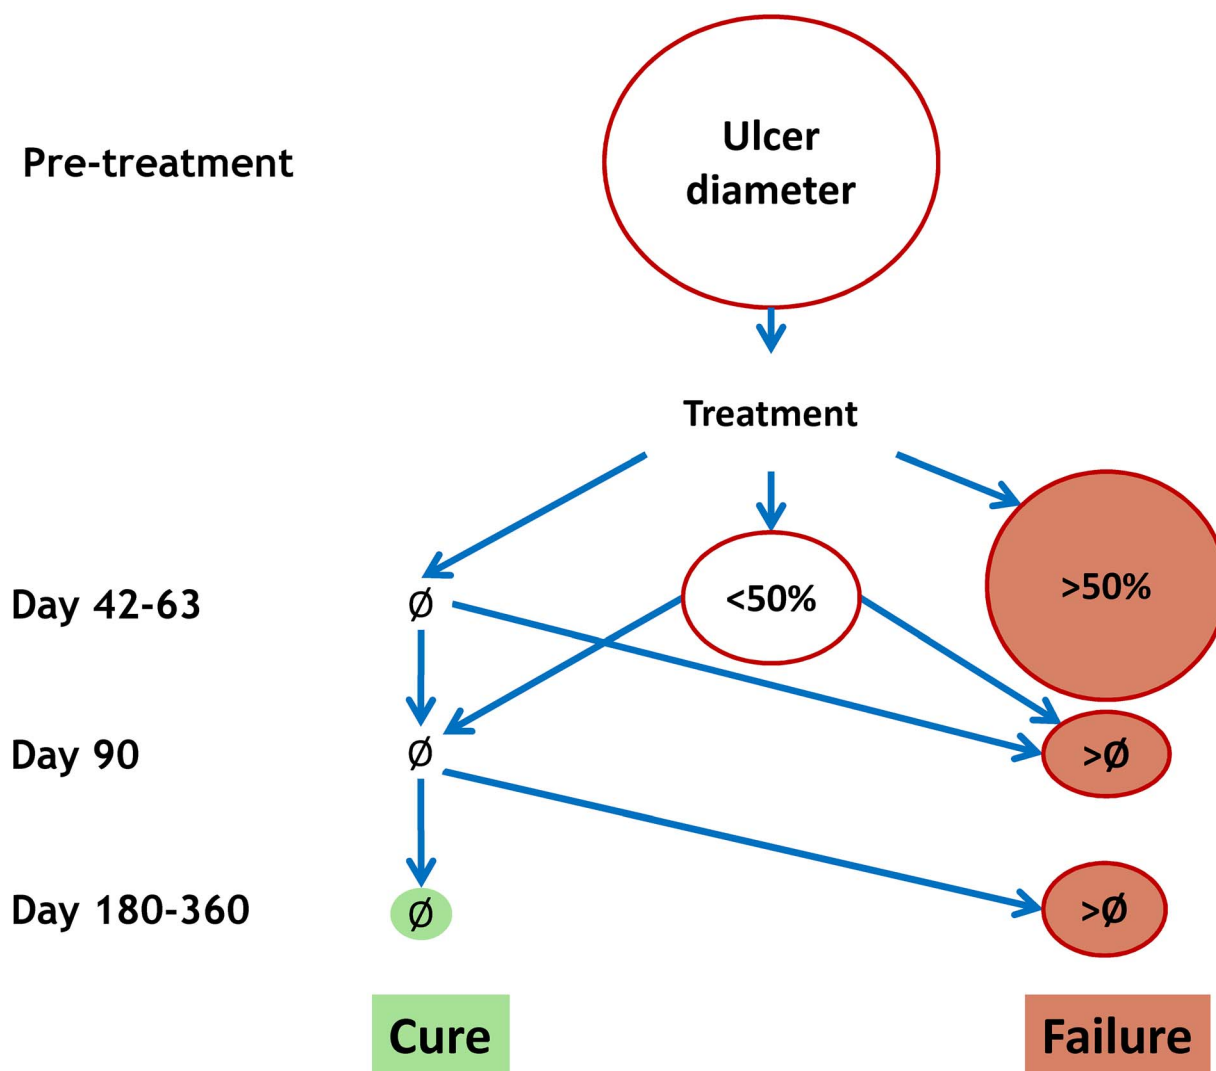 Pre-treatment
Ulcer
diameter
Treatment
Day 42-63
Ø
<50%
>50%
Day 90
Ø
>Ø
Day 180-360
Ø
>Ø
Cure
Failure